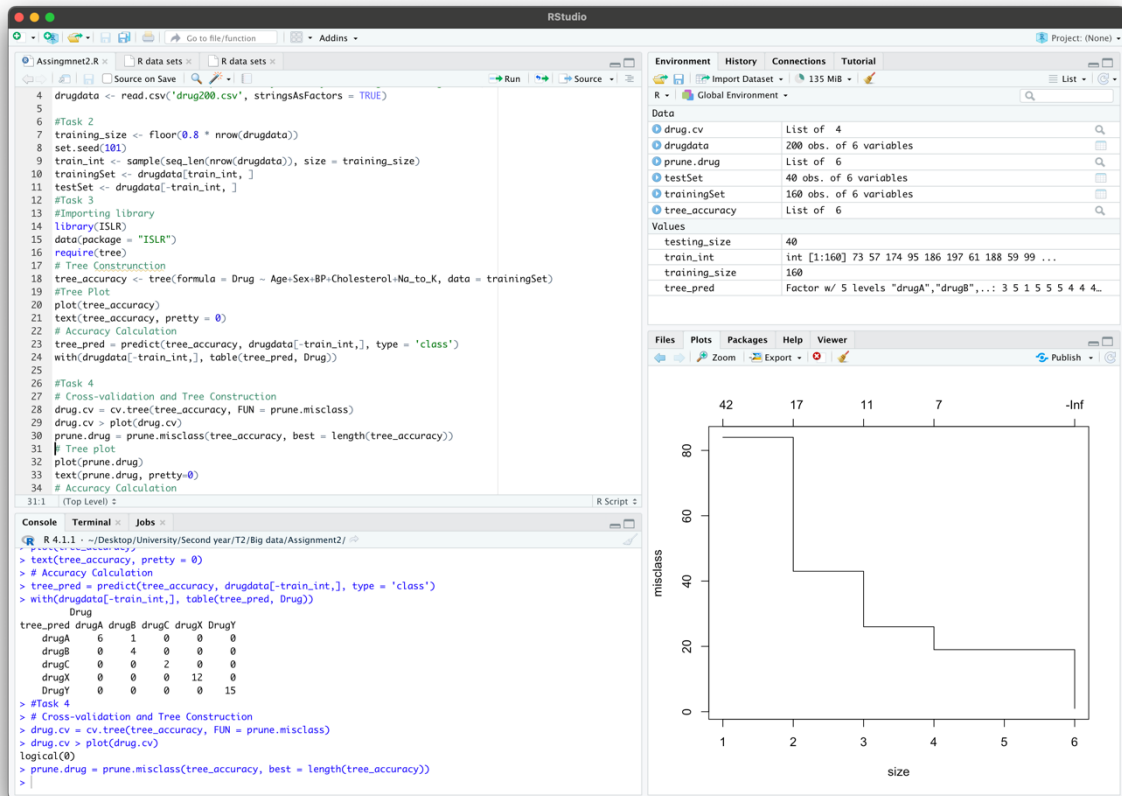 RStudio
Go to file/function
Addins
Project: (None)
Assingmnet2.R
R data sets
R data sets
Source on Save
Run
Source
4 drugdata <- read.csv('drug200.csv', stringsAsFactors = TRUE)
5
6 #Task 2
7 training_size <- floor(0.8 * nrow(drugdata))
8 set.seed(101)
9 train_int <- sample(seq_len(nrow(drugdata)), size = training_size)
10 trainingSet <- drugdata[train_int, ]
11 testSet <- drugdata[-train_int, ]
12 #Task 3
13 #Importing library
14 library(ISLR)
15 data(package = "ISLR")
16 require(tree)
17 # Tree Construnction
18 tree_accuracy <- tree(formula = Drug ~ Age+Sex+BP+Cholesterol+Na_to_K, data = trainingSet)
19 #Tree Plot
20 plot(tree_accuracy)
21 text(tree_accuracy, pretty = 0)
22 # Accuracy Calculation
23 tree_pred = predict(tree_accuracy, drugdata[-train_int,], type = 'class')
24 with(drugdata[-train_int,], table(tree_pred, Drug))
25
26 #Task 4
27 # Cross-validation and Tree Construction
28 drug.cv = cv.tree(tree_accuracy, FUN = prune.misclass)
29 drug.cv > plot(drug.cv)
30 prune.drug = prune.misclass(tree_accuracy, best = length(tree_accuracy))
31 # Tree plot
32 plot(prune.drug)
33 text(prune.drug, pretty=0)
34 # Accuracy Calculation
31:1 (Top Level) R Script
Console Terminal Jobs
R 4.1.1 · ~/Desktop/University/Second year/T2/Big data/Assignment2/
> plot(tree_accuracy)
> text(tree_accuracy, pretty = 0)
> # Accuracy Calculation
> tree_pred = predict(tree_accuracy, drugdata[-train_int,], type = 'class')
> with(drugdata[-train_int,], table(tree_pred, Drug))
Drug
tree_pred drugA drugB drugC drugX DrugY
drugA 6 1 0 0 0
drugB 0 4 0 0 0
drugC 0 0 2 0 0
drugX 0 0 0 12 0
DrugY 0 0 0 0 15
> #Task 4
> # Cross-validation and Tree Construction
> drug.cv = cv.tree(tree_accuracy, FUN = prune.misclass)
> drug.cv > plot(drug.cv)
logical(0)
> prune.drug = prune.misclass(tree_accuracy, best = length(tree_accuracy))
>
Environment History Connections Tutorial
Import Dataset 135 MiB List
R Global Environment
Data
drug.cv List of 4
drugdata 200 obs. of 6 variables
prune.drug List of 6
testSet 40 obs. of 6 variables
trainingSet 160 obs. of 6 variables
tree_accuracy List of 6
Values
testing_size 40
train_int int [1:160] 73 57 174 95 186 197 61 188 59 99 ...
training_size 160
tree_pred Factor w/ 5 levels "drugA","drugB",..: 3 5 1 5 5 5 4 4 4…
Files Plots Packages Help Viewer
Zoom Export Publish
42 17 11 7 -Inf
80
60
40
20
0
misclass
1 2 3 4 5 6
size